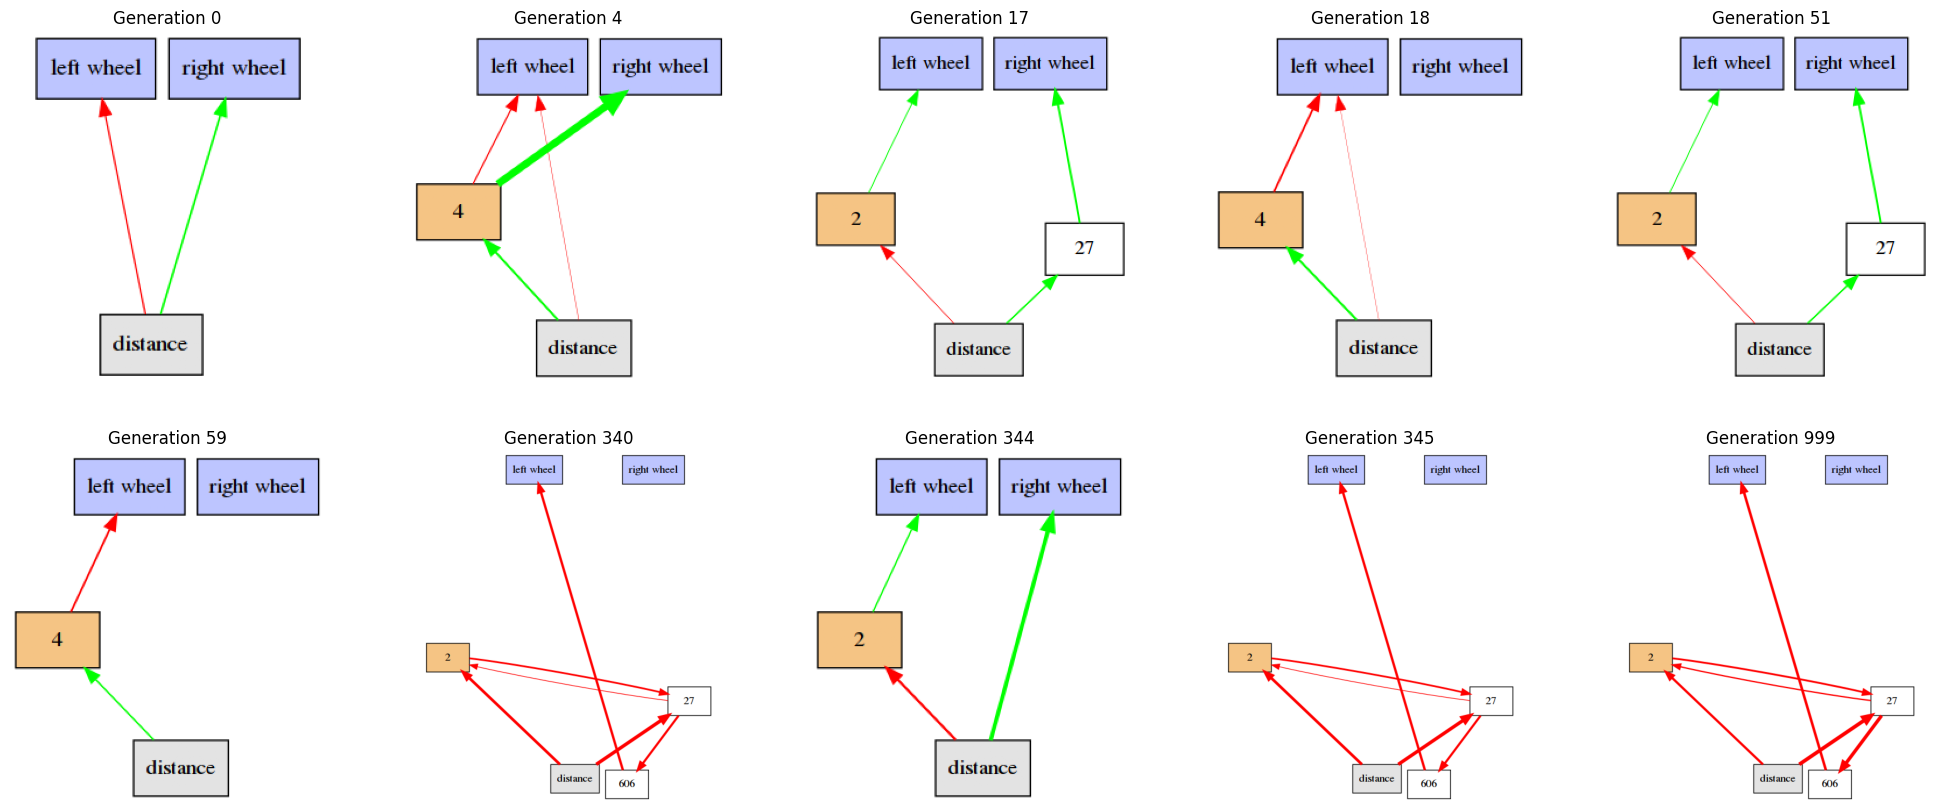 Generation 0
left wheel right wheel
distance
Generation 4
left wheel right wheel
4
distance
Generation 17
left wheel right wheel
2
27
distance
Generation 18
left wheel right wheel
4
distance
Generation 51
left wheel right wheel
2
27
distance
Generation 59
left wheel right wheel
4
distance
Generation 340
left wheel right wheel
2
27
distance 606
Generation 344
left wheel right wheel
2
distance
Generation 345
left wheel right wheel
2
27
distance 606
Generation 999
left wheel right wheel
2
27
distance 606